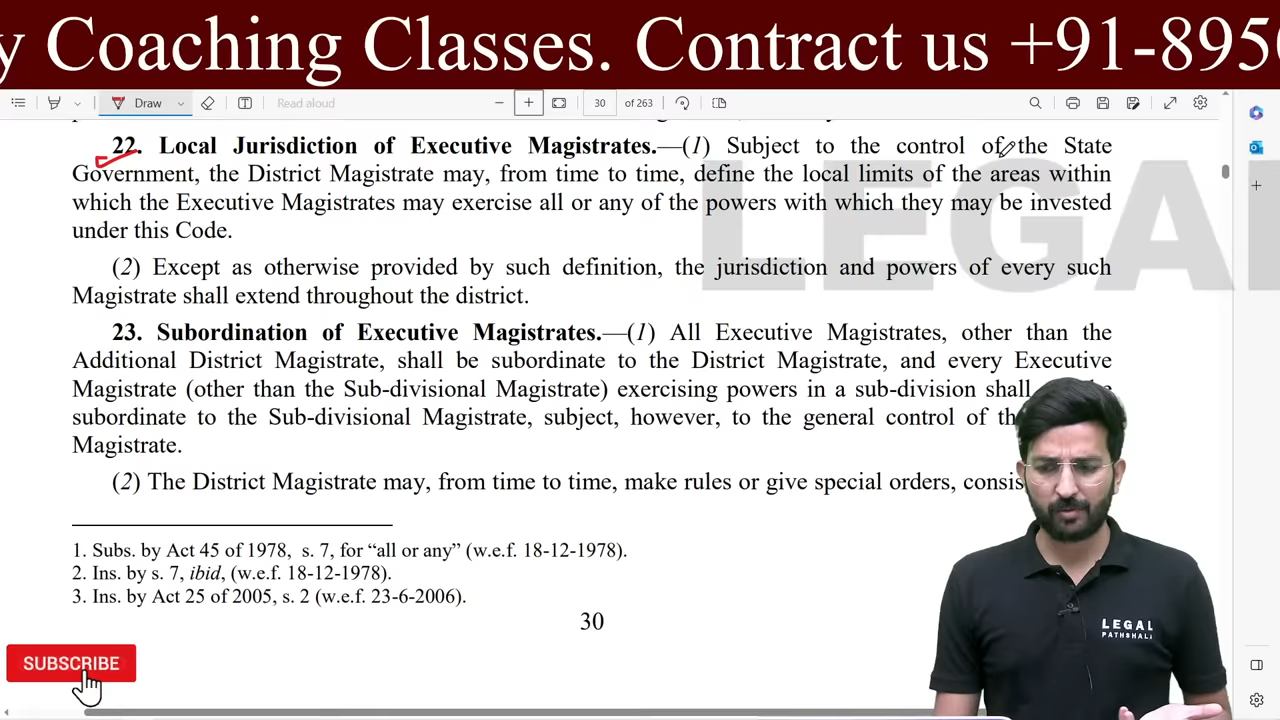 y Coaching Classes. Contract us +91-895
Draw
Read aloud
30 of 263
22. Local Jurisdiction of Executive Magistrates.—(1) Subject to the control of the State
Government, the District Magistrate may, from time to time, define the local limits of the areas within
which the Executive Magistrates may exercise all or any of the powers with which they may be invested
under this Code.
(2) Except as otherwise provided by such definition, the jurisdiction and powers of every such
Magistrate shall extend throughout the district.
23. Subordination of Executive Magistrates.—(1) All Executive Magistrates, other than the
Additional District Magistrate, shall be subordinate to the District Magistrate, and every Executive
Magistrate (other than the Sub-divisional Magistrate) exercising powers in a sub-division shall
subordinate to the Sub-divisional Magistrate, subject, however, to the general control of
Magistrate.
(2) The District Magistrate may, from time to time, make rules or give special orders,
1. Subs. by Act 45 of 1978, s. 7, for “all or any” (w.e.f. 18-12-1978).
2. Ins. by s. 7, ibid, (w.e.f. 18-12-1978).
3. Ins. by Act 25 of 2005, s. 2 (w.e.f. 23-6-2006).
30
LEGAL
LEGAL
PATHSHALA
SUBSCRIBE